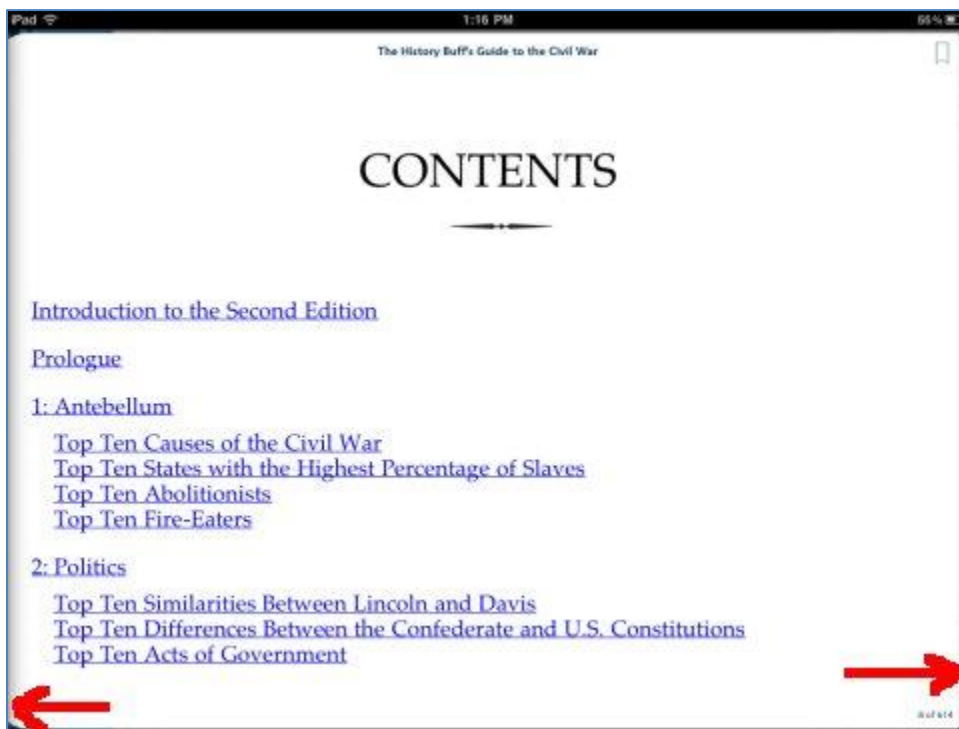 iPad 1:16 PM 65%
The History Buff's Guide to the Civil War
CONTENTS
Introduction to the Second Edition
Prologue
1: Antebellum
Top Ten Causes of the Civil War
Top Ten States with the Highest Percentage of Slaves
Top Ten Abolitionists
Top Ten Fire-Eaters
2: Politics
Top Ten Similarities Between Lincoln and Davis
Top Ten Differences Between the Confederate and U.S. Constitutions
Top Ten Acts of Government